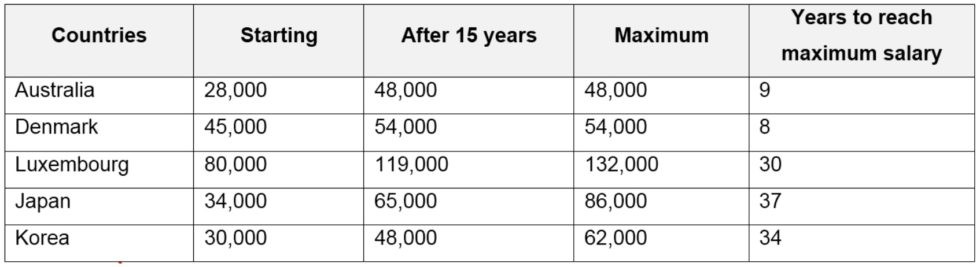 Countries Starting After 15 years Maximum Years to reach maximum salary
Australia 28,000 48,000 48,000 9
Denmark 45,000 54,000 54,000 8
Luxembourg 80,000 119,000 132,000 30
Japan 34,000 65,000 86,000 37
Korea 30,000 48,000 62,000 34